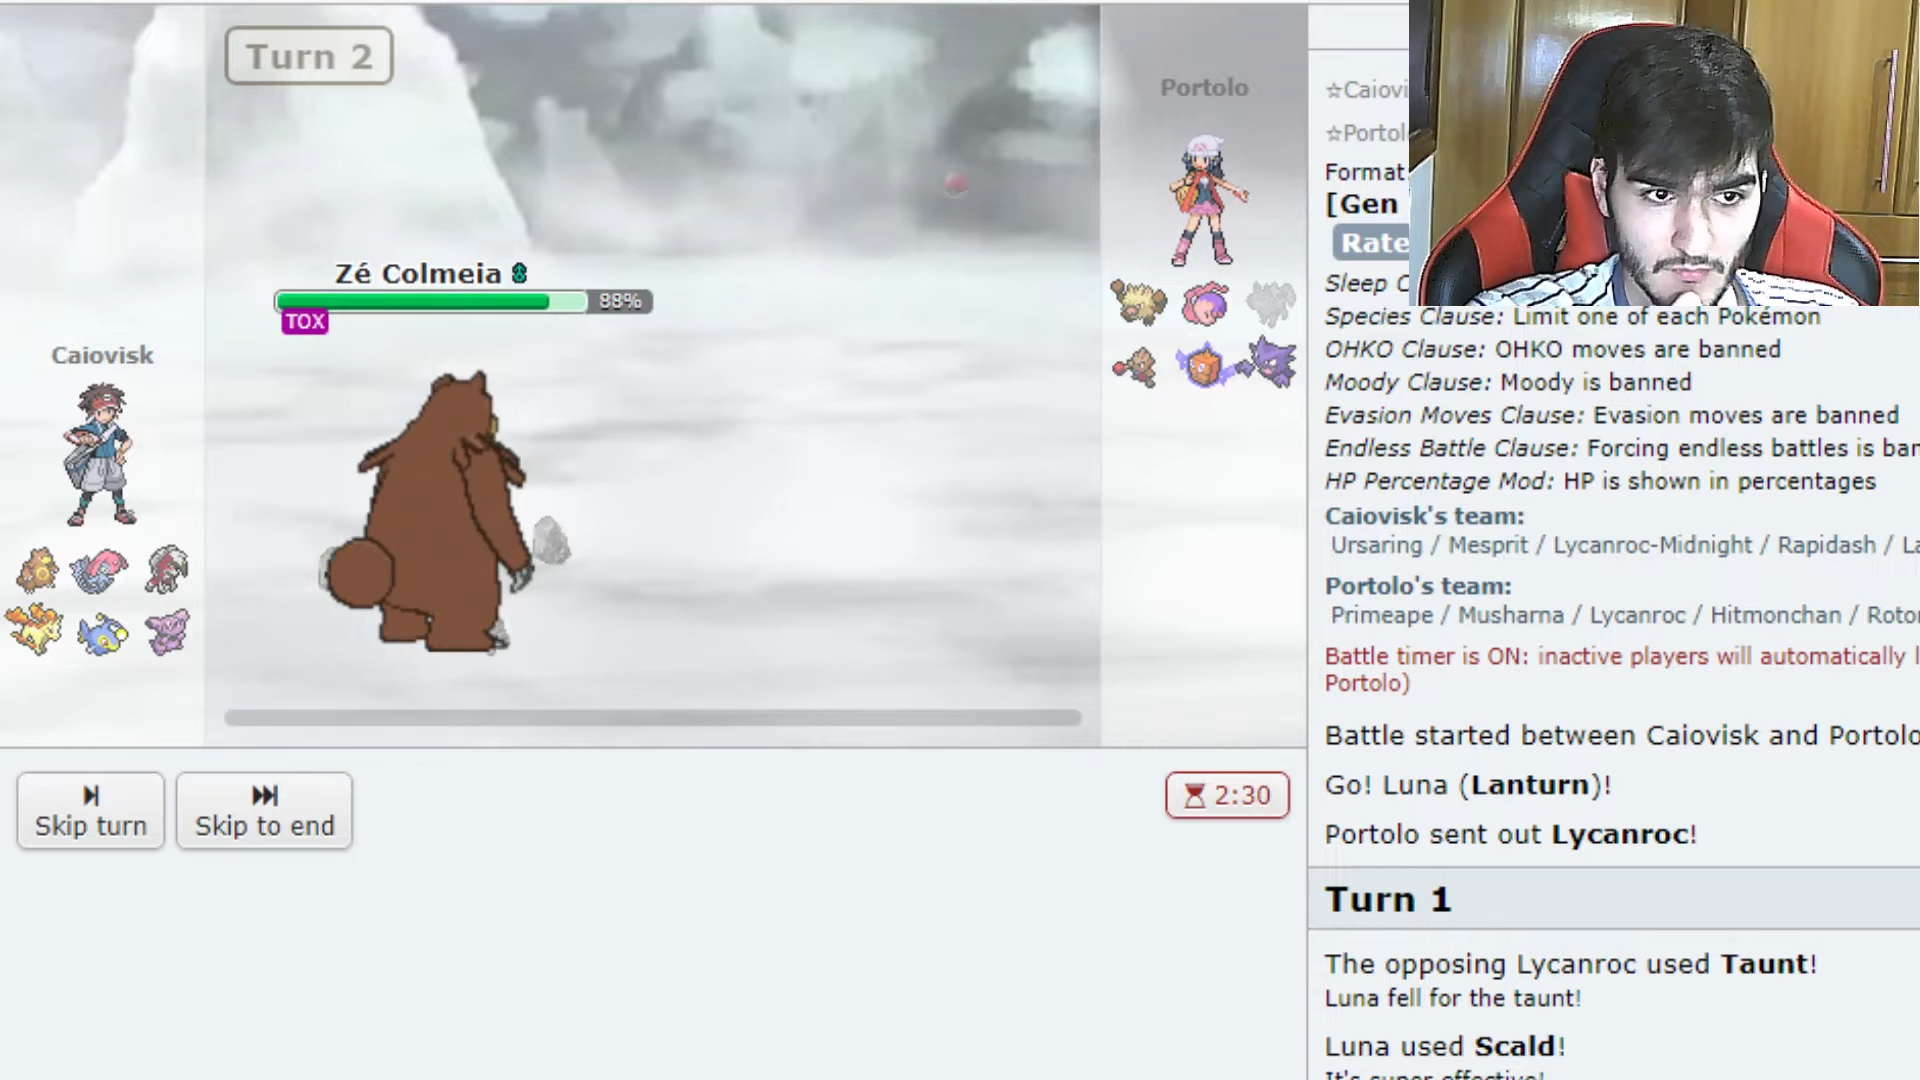 Turn 2
Portolo
Zé Colmeia
88%
TOX
Caiovisk
Skip turn
Skip to end
2:30
☆Caiovi
☆Portol
Format
[Gen
Rate
Sleep C
Species Clause: Limit one of each Pokémon
OHKO Clause: OHKO moves are banned
Moody Clause: Moody is banned
Evasion Moves Clause: Evasion moves are banned
Endless Battle Clause: Forcing endless battles is ban
HP Percentage Mod: HP is shown in percentages
Caiovisk's team:
Ursaring / Mesprit / Lycanroc-Midnight / Rapidash / La
Portolo's team:
Primeape / Musharna / Lycanroc / Hitmonchan / Roto
Battle timer is ON: inactive players will automatically l
Portolo)
Battle started between Caiovisk and Portolo
Go! Luna (Lanturn)!
Portolo sent out Lycanroc!
Turn 1
The opposing Lycanroc used Taunt!
Luna fell for the taunt!
Luna used Scald!
It's super effective!